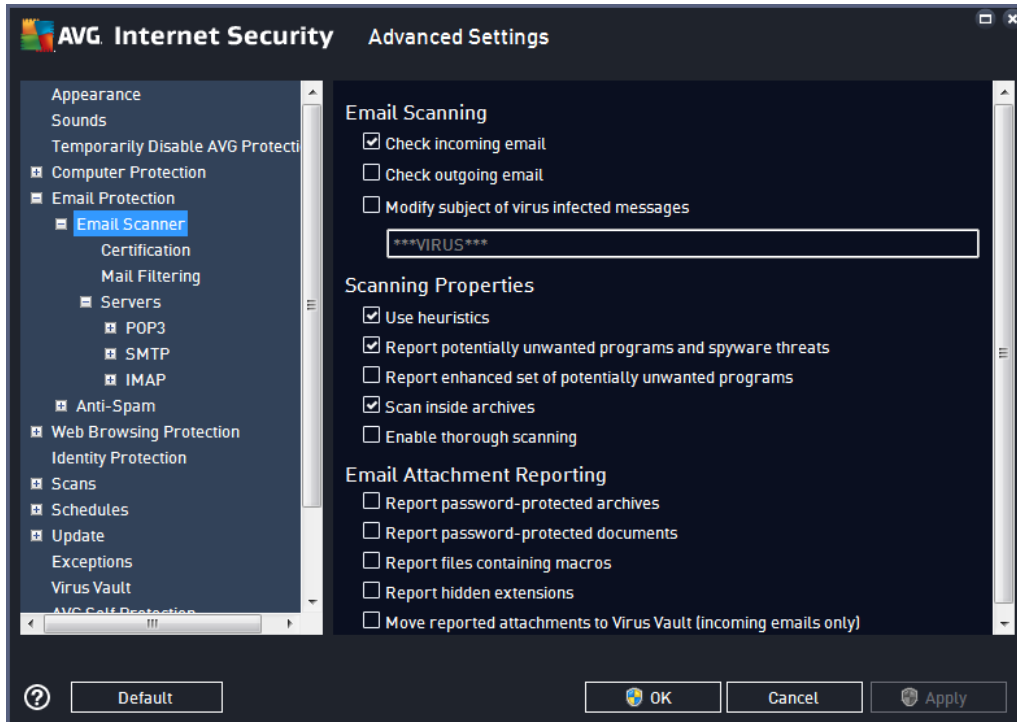 AVG. Internet Security Advanced Settings
Appearance
Sounds
Temporarily Disable AVG Protecti
Computer Protection
Email Protection
Email Scanner
Certification
Mail Filtering
Servers
POP3
SMTP
IMAP
Anti-Spam
Web Browsing Protection
Identity Protection
Scans
Schedules
Update
Exceptions
Virus Vault
AVG Self Protection
Email Scanning
Check incoming email
Check outgoing email
Modify subject of virus infected messages
***VIRUS***
Scanning Properties
Use heuristics
Report potentially unwanted programs and spyware threats
Report enhanced set of potentially unwanted programs
Scan inside archives
Enable thorough scanning
Email Attachment Reporting
Report password-protected archives
Report password-protected documents
Report files containing macros
Report hidden extensions
Move reported attachments to Virus Vault (incoming emails only)
? Default OK Cancel Apply